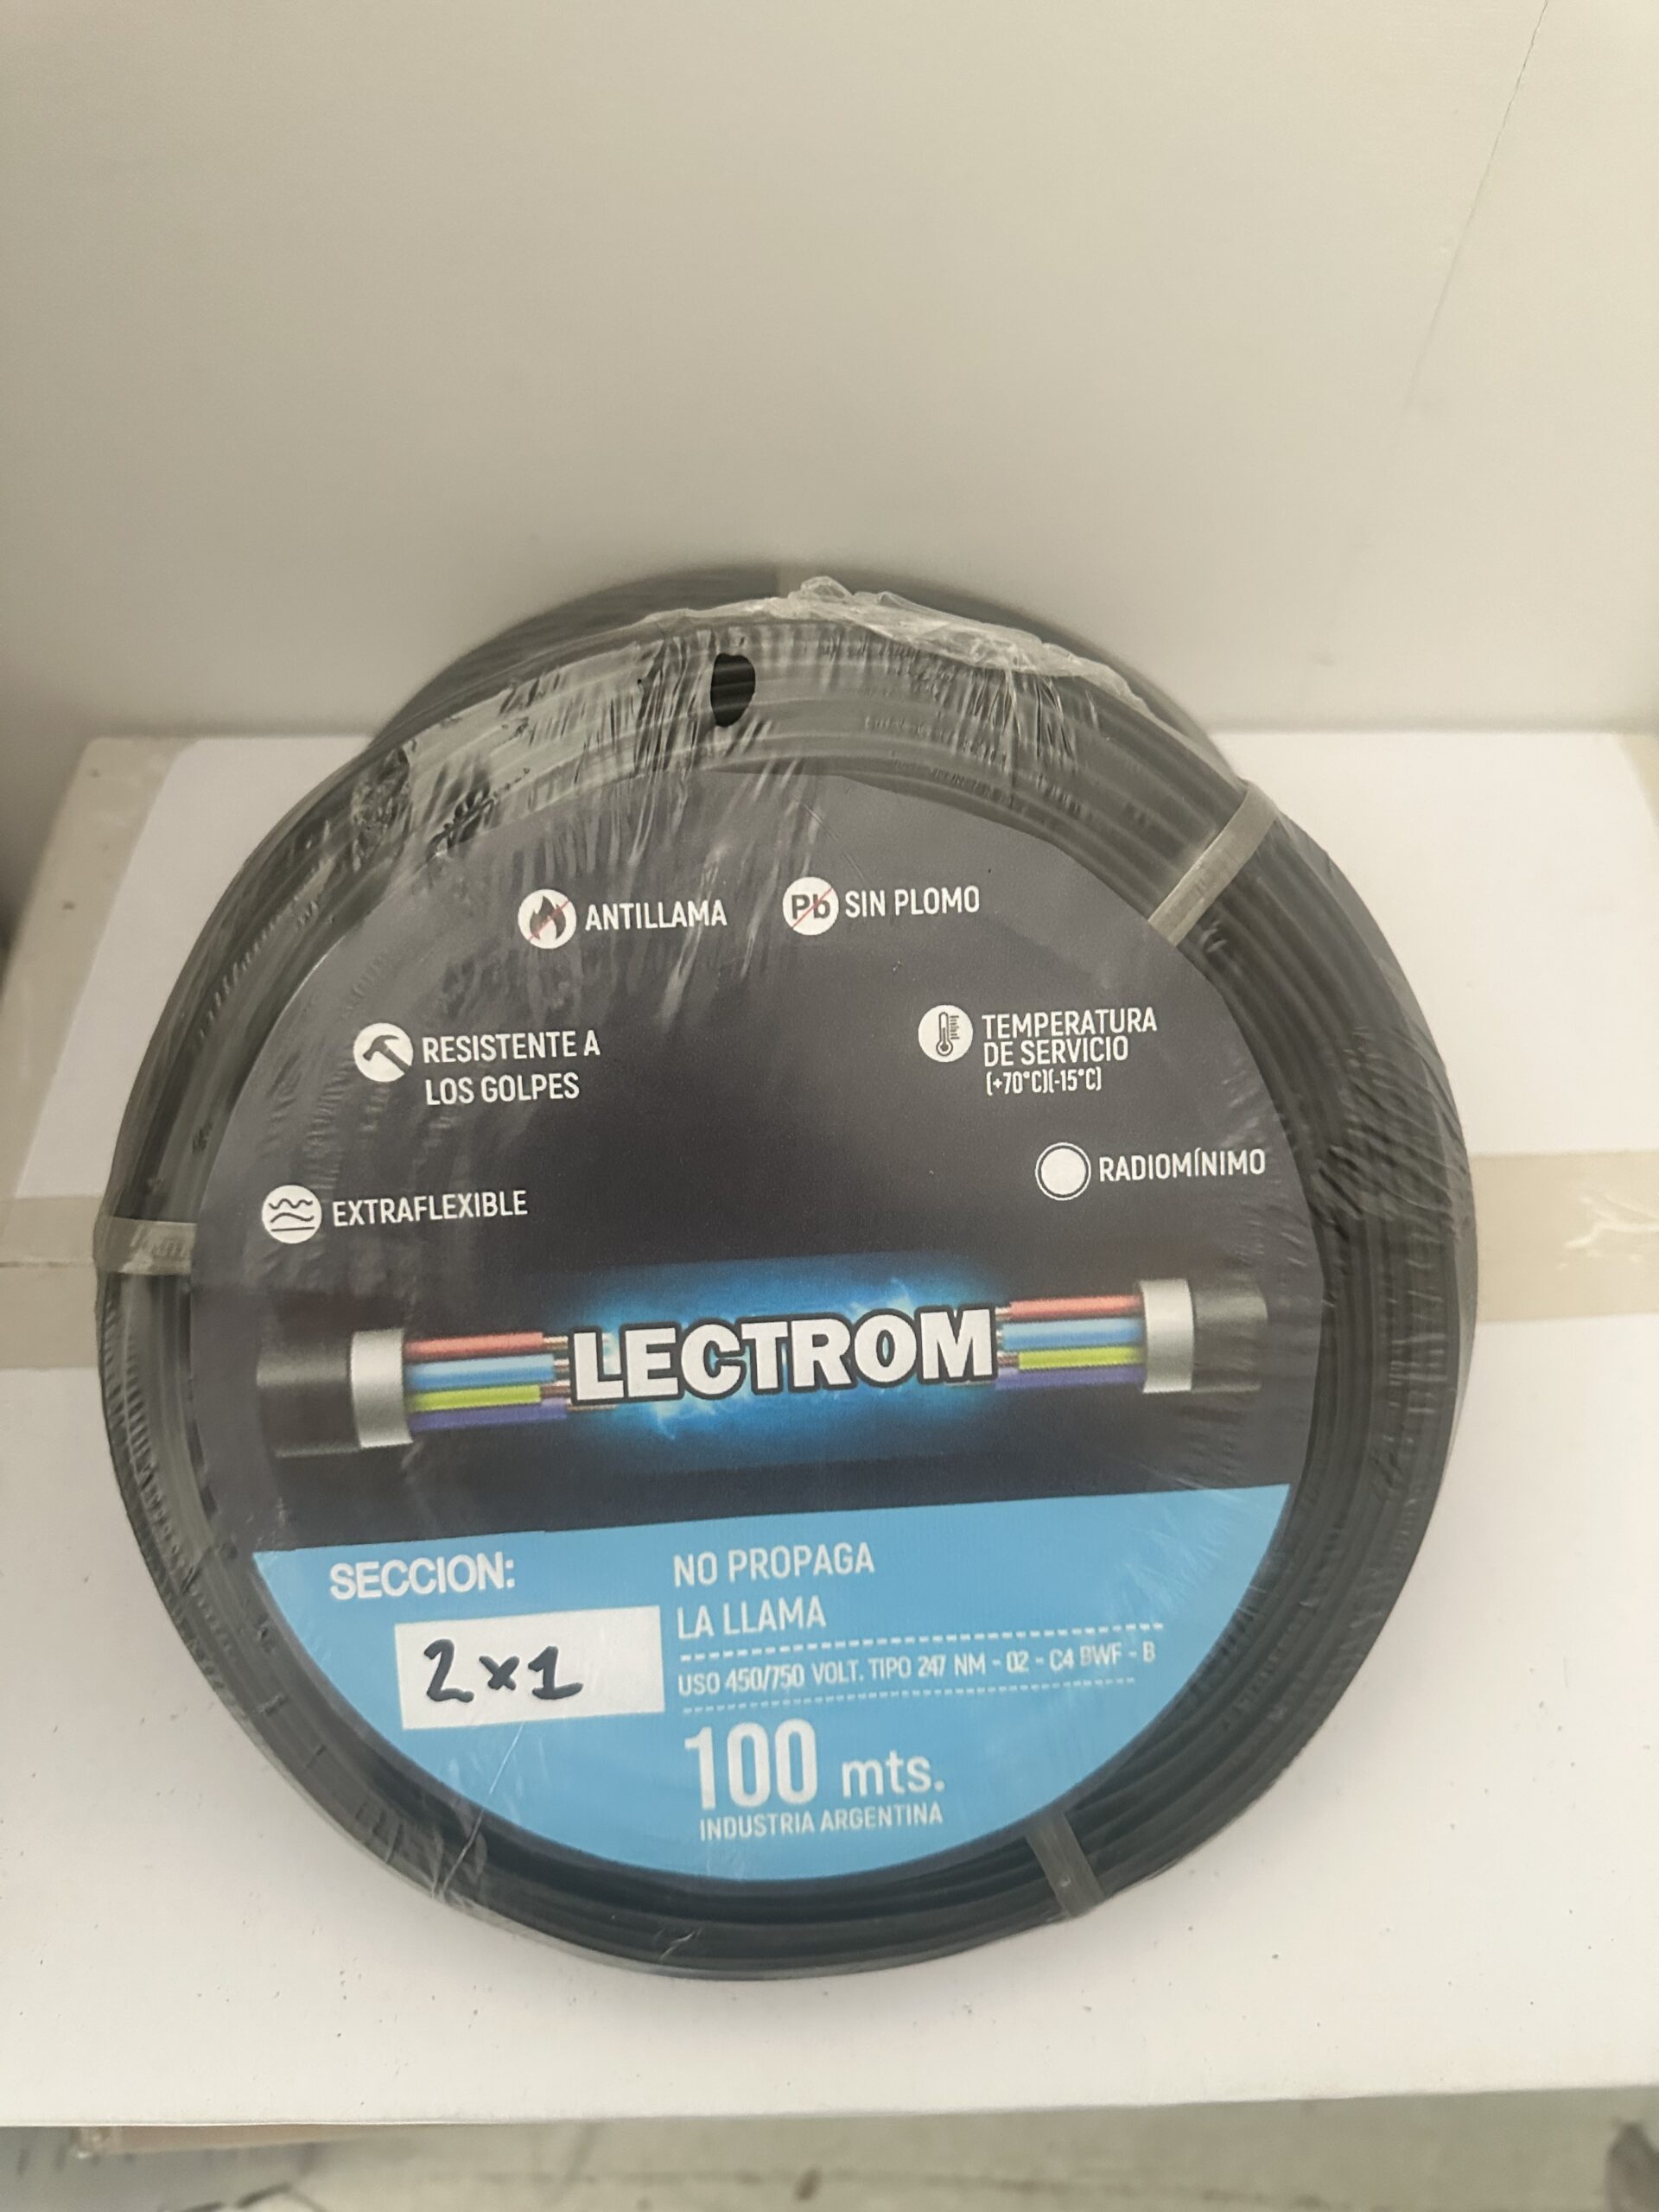 ANTILLAMA
Pb SIN PLOMO
RESISTENTE A
LOS GOLPES
TEMPERATURA
DE SERVICIO
(+70°C)(-15°C)
RADIOMÍNIMO
EXTRAFLEXIBLE
LECTROM
SECCION:
2x1
NO PROPAGA
LA LLAMA
USO 450/750 VOLT. TIPO 247 NM - 02 - C4 BWF - B
100 mts.
INDUSTRIA ARGENTINA